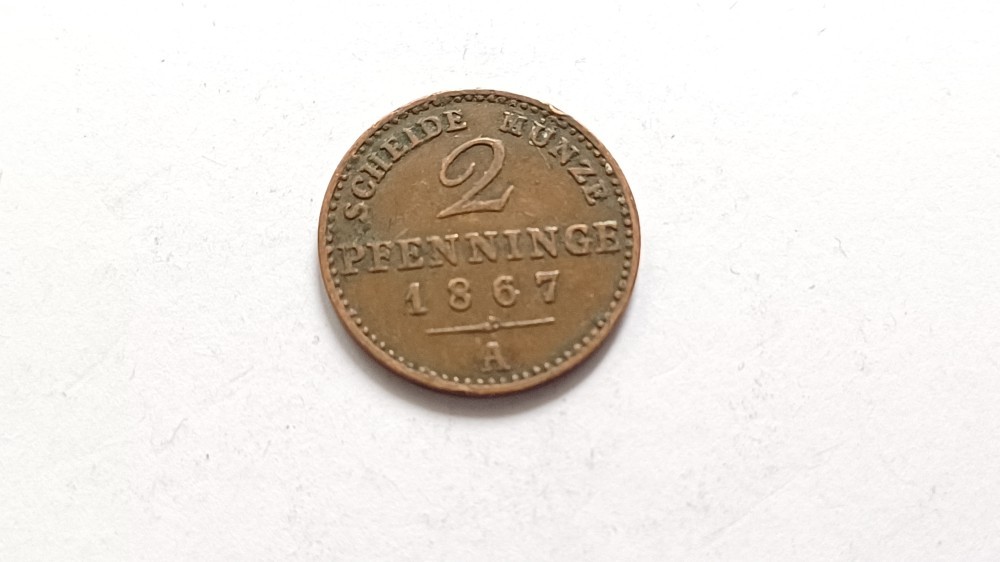 SCHEIDE MÜNZE
2
PFENNINGE
1867
A